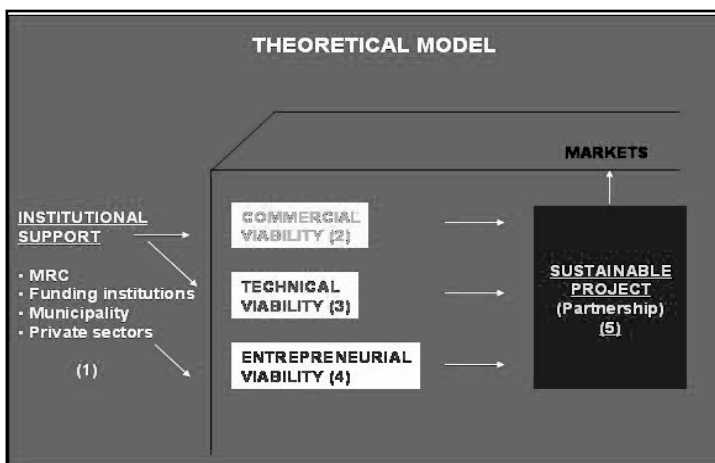 THEORETICAL MODEL
MARKETS
INSTITUTIONAL
SUPPORT
• MRC
• Funding institutions
• Municipality
• Private sectors
(1)
COMMERCIAL
VIABILITY (2)
TECHNICAL
VIABILITY (3)
ENTREPRENEURIAL
VIABILITY (4)
SUSTAINABLE
PROJECT
(Partnership)
(5)